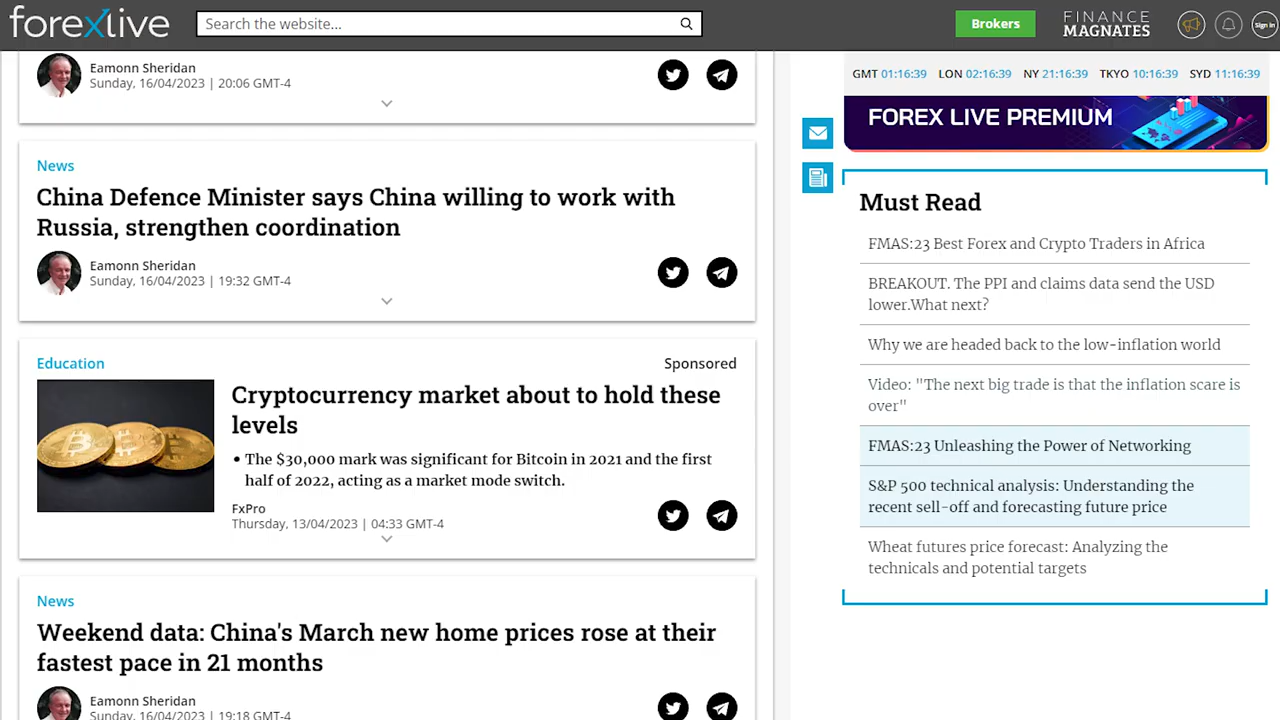 forexlive
Search the website...
Brokers
FINANCE
MAGNATES
Sign in
Eamonn Sheridan
Sunday, 16/04/2023 | 20:06 GMT-4
News
China Defence Minister says China willing to work with
Russia, strengthen coordination
Eamonn Sheridan
Sunday, 16/04/2023 | 19:32 GMT-4
Education
Sponsored
Cryptocurrency market about to hold these
levels
• The $30,000 mark was significant for Bitcoin in 2021 and the first
half of 2022, acting as a market mode switch.
FxPro
Thursday, 13/04/2023 | 04:33 GMT-4
News
Weekend data: China's March new home prices rose at their
fastest pace in 21 months
Eamonn Sheridan
Sunday, 16/04/2023 | 19:18 GMT-4
GMT 01:16:39 LON 02:16:39 NY 21:16:39 TKYO 10:16:39 SYD 11:16:39
FOREX LIVE PREMIUM
Must Read
FMAS:23 Best Forex and Crypto Traders in Africa
BREAKOUT. The PPI and claims data send the USD
lower.What next?
Why we are headed back to the low-inflation world
Video: "The next big trade is that the inflation scare is
over"
FMAS:23 Unleashing the Power of Networking
S&P 500 technical analysis: Understanding the
recent sell-off and forecasting future price
Wheat futures price forecast: Analyzing the
technicals and potential targets